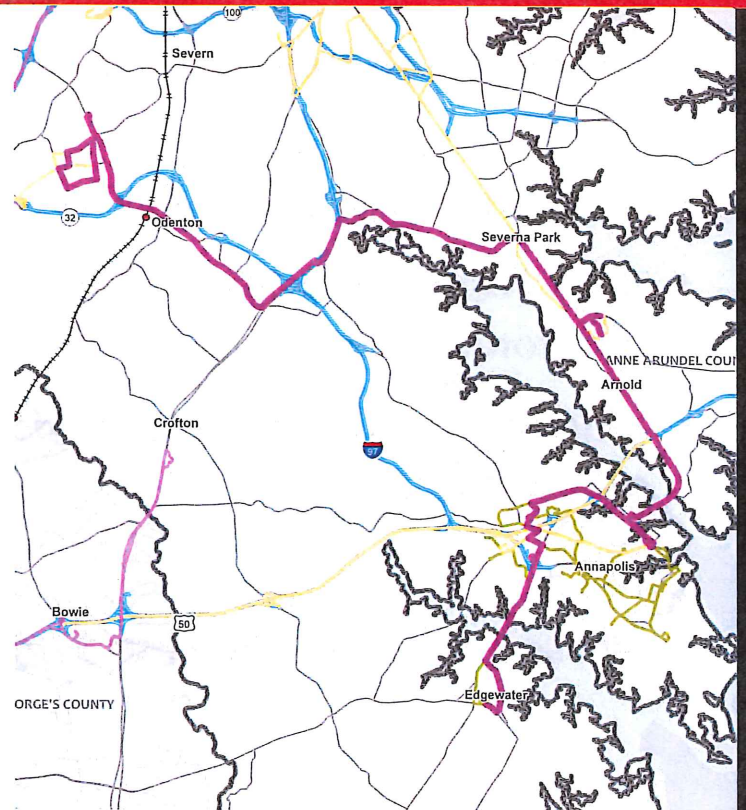 100
Severn
32
Odenton
Severna Park
ANNE ARUNDEL COUN
Arnold
Crofton
97
Annapolis
Bowie
50
Edgewater
ORGE'S COUNTY